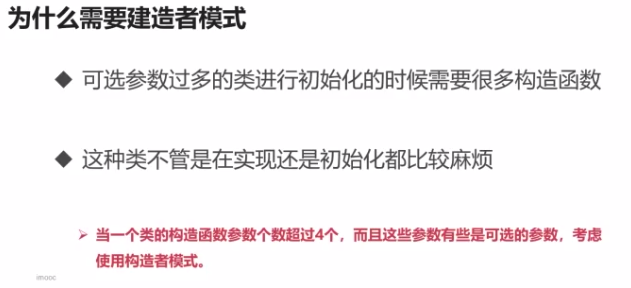 为什么需要建造者模式
◆ 可选参数过多的类进行初始化的时候需要很多构造函数
◆ 这种类不管是在实现还是初始化都比较麻烦
➢ 当一个类的构造函数参数个数超过4个，而且这些参数有些是可选的参数，考虑
使用构造者模式。
imooc